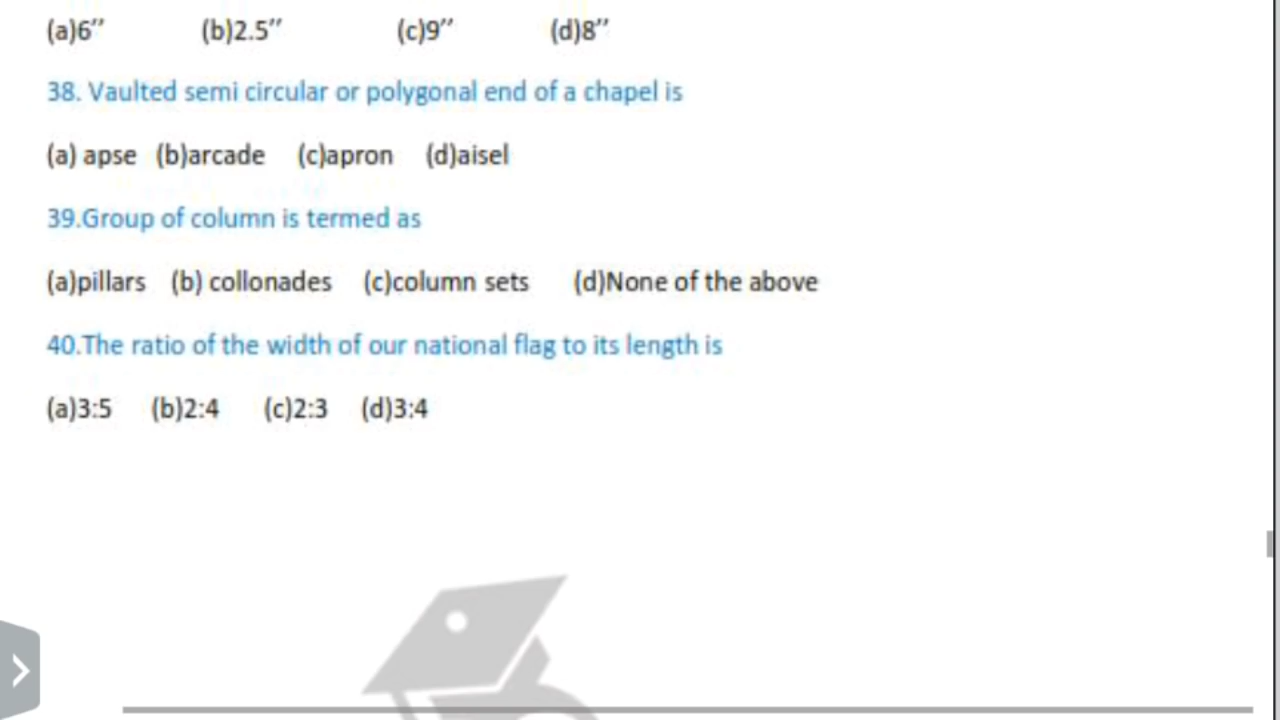 (a)6’’ (b)2.5’’ (c)9’’ (d)8’’
38. Vaulted semi circular or polygonal end of a chapel is
(a) apse (b)arcade (c)apron (d)aisel
39.Group of column is termed as
(a)pillars (b) collonades (c)column sets (d)None of the above
40.The ratio of the width of our national flag to its length is
(a)3:5 (b)2:4 (c)2:3 (d)3:4